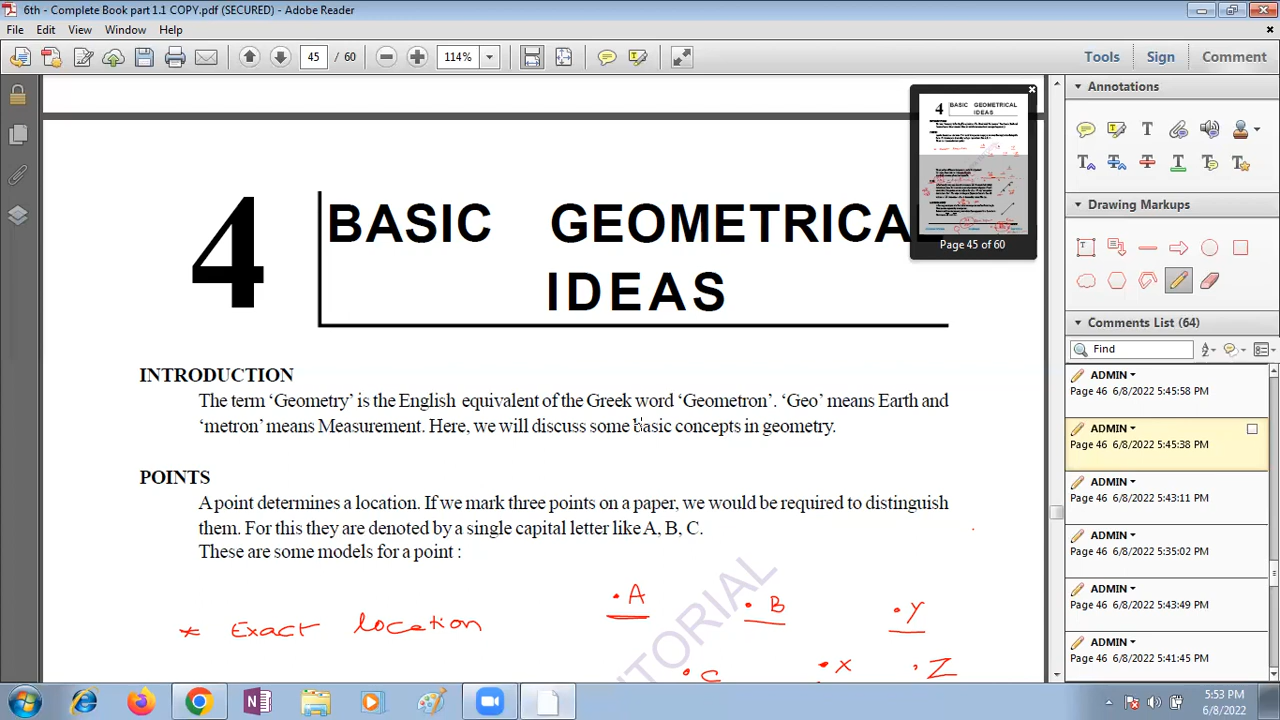 6th - Complete Book part 1.1 COPY.pdf (SECURED) - Adobe Reader
File Edit View Window Help
45 / 60 114% Tools Sign Comment
Annotations
4 BASIC GEOMETRICAL
IDEAS
Page 45 of 60
Drawing Markups
Comments List (64)
Find
ADMIN
Page 46 6/8/2022 5:45:58 PM
ADMIN
Page 46 6/8/2022 5:45:38 PM
ADMIN
Page 46 6/8/2022 5:43:11 PM
ADMIN
Page 46 6/8/2022 5:35:02 PM
ADMIN
Page 46 6/8/2022 5:43:49 PM
ADMIN
Page 46 6/8/2022 5:41:45 PM
4 BASIC GEOMETRICAL
IDEAS
INTRODUCTION
The term ‘Geometry’ is the English equivalent of the Greek word ‘Geometron’. ‘Geo’ means Earth and
‘metron’ means Measurement. Here, we will discuss some basic concepts in geometry.
POINTS
A point determines a location. If we mark three points on a paper, we would be required to distinguish
them. For this they are denoted by a single capital letter like A, B, C.
These are some models for a point :
A B Y
* Exact location
C X Z
UTORIAL
5:53 PM
6/8/2022